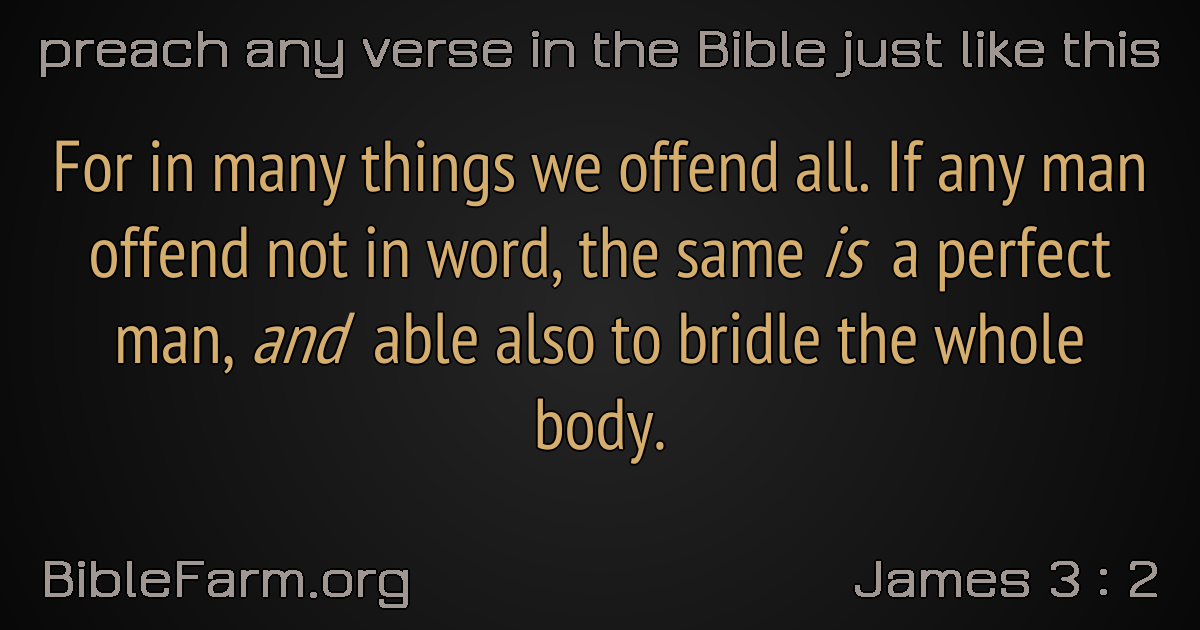 preach any verse in the Bible just like this
For in many things we offend all. If any man
offend not in word, the same is a perfect
man, and able also to bridle the whole
body.
BibleFarm.org
James 3 : 2